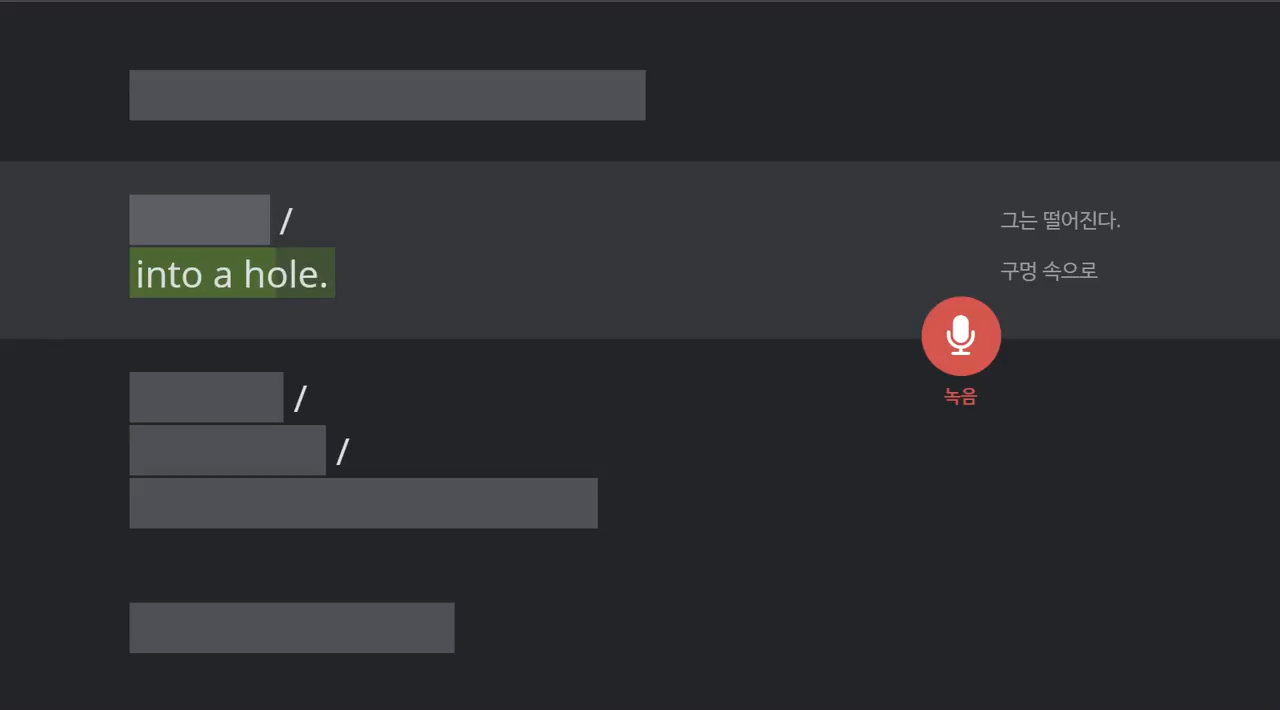 /
그는 떨어진다.
into a hole.
구멍 속으로
녹음
/
/